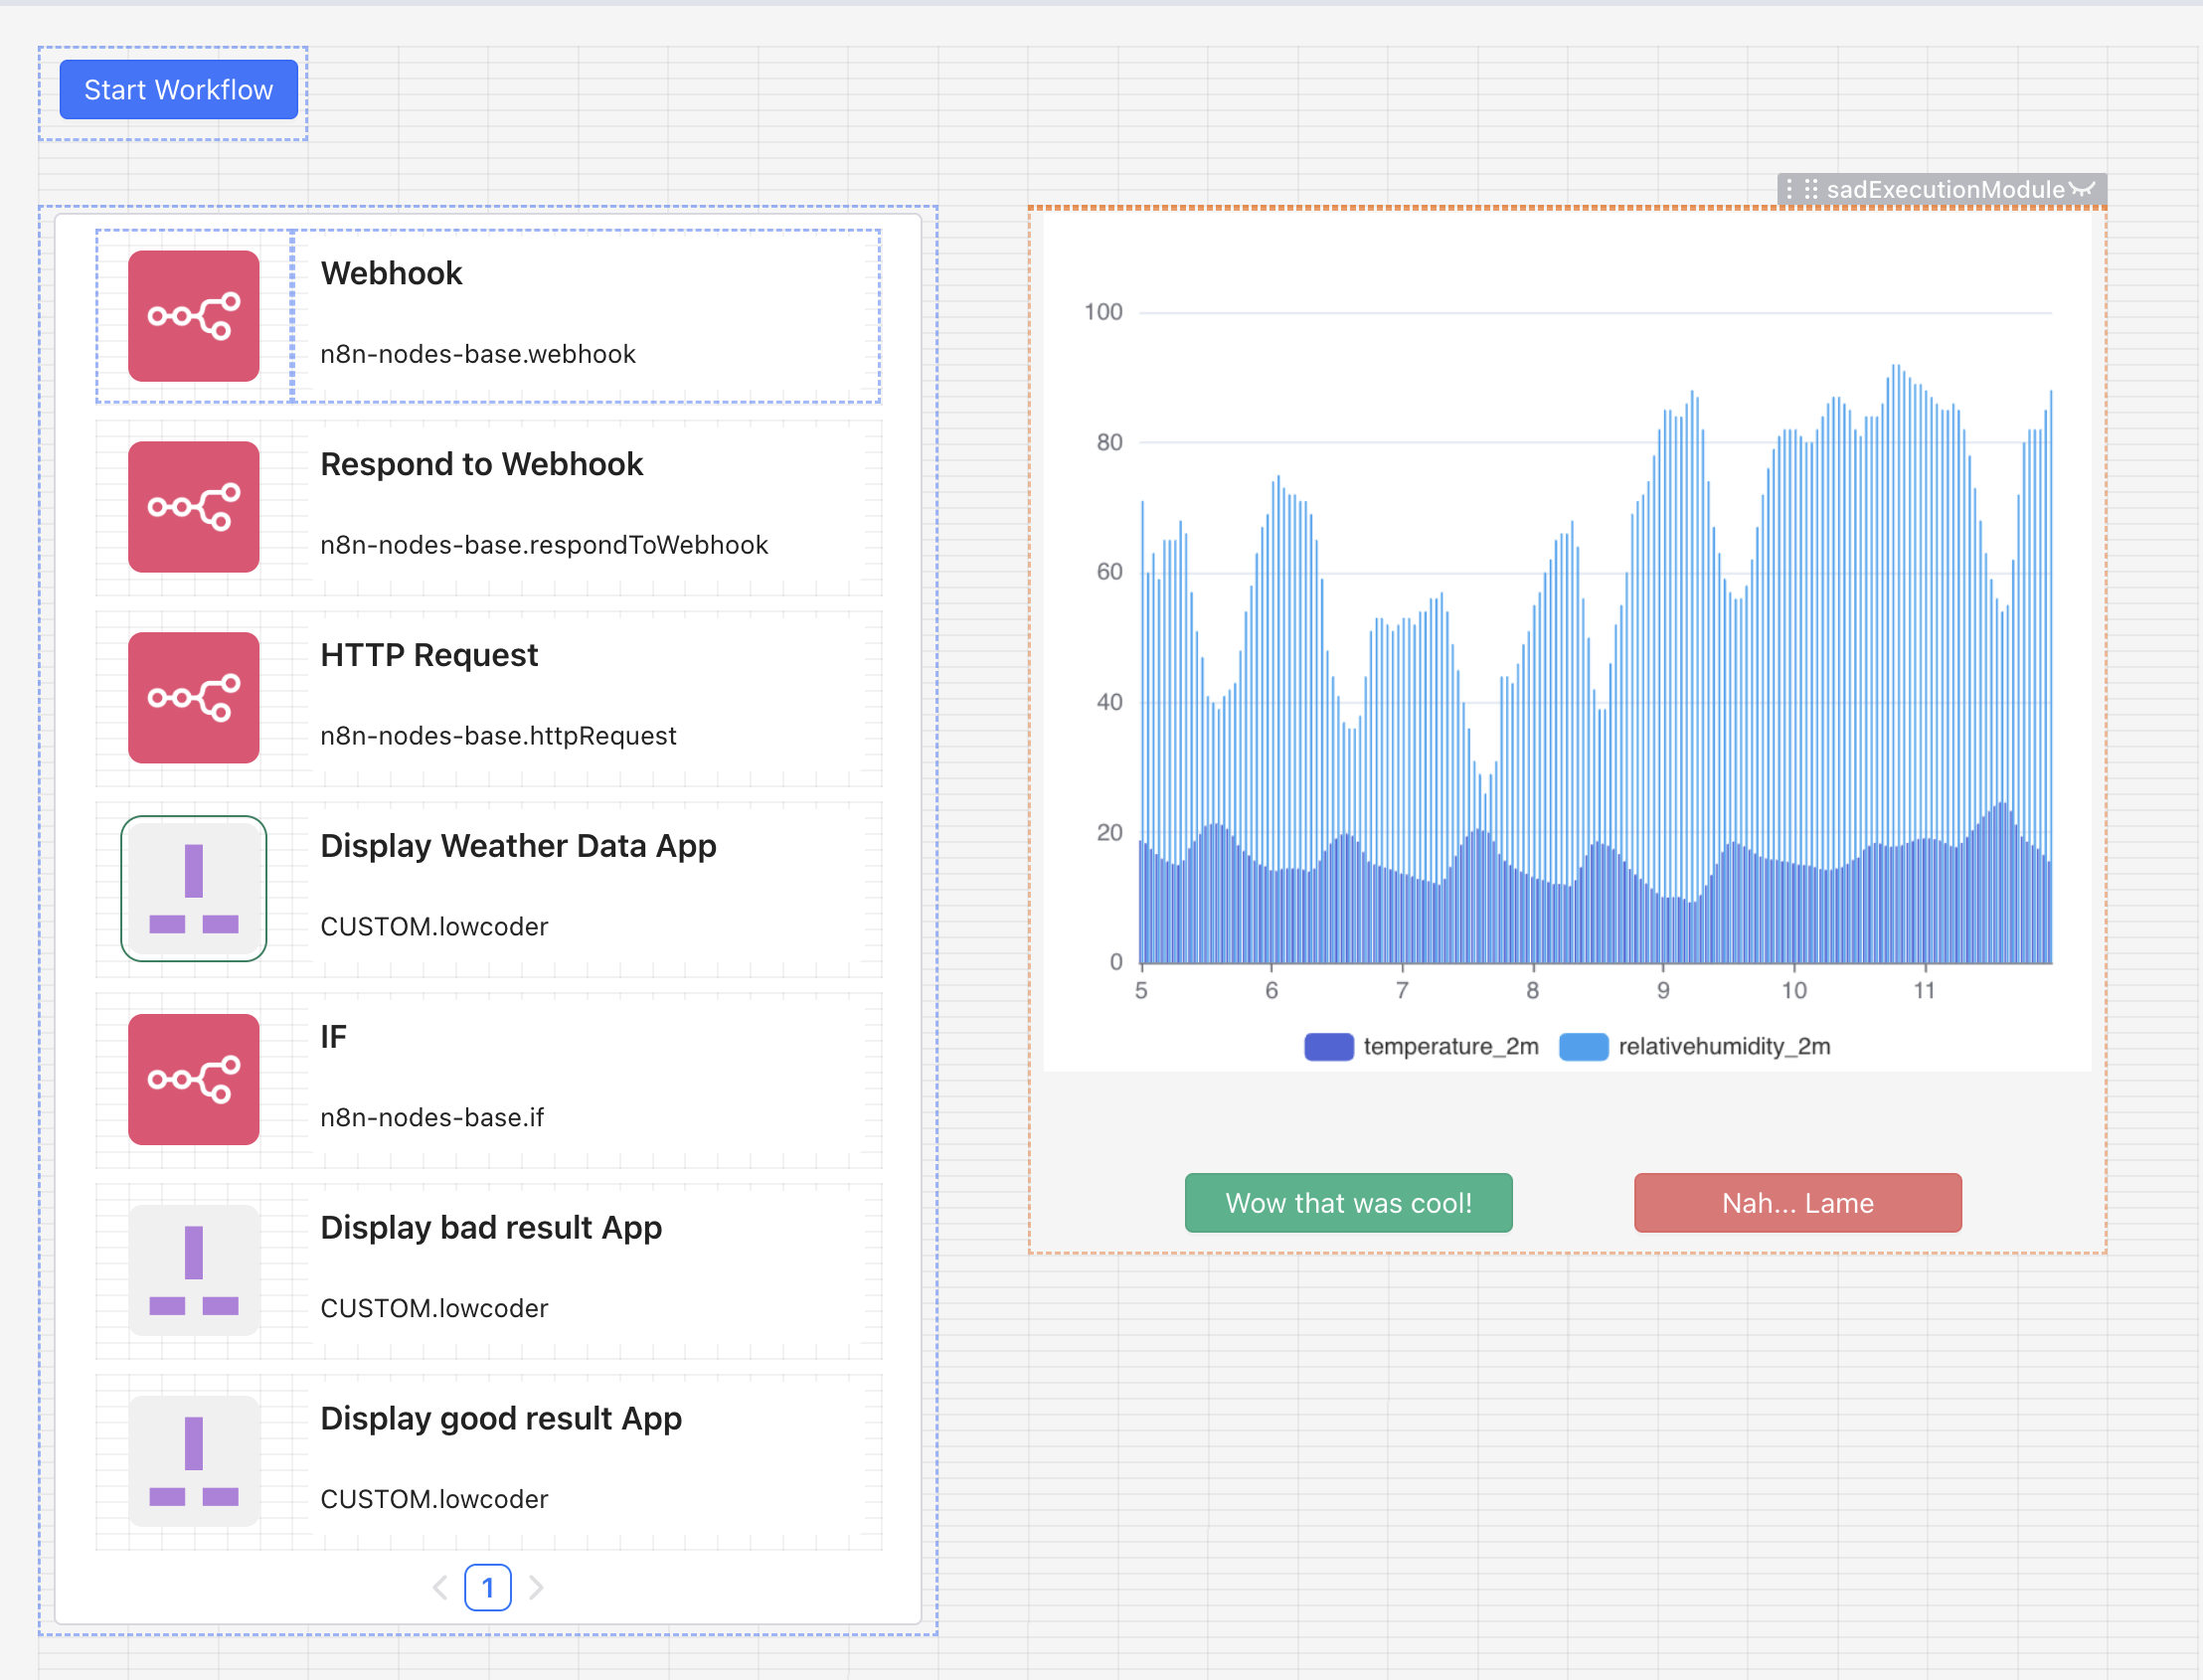 Start Workflow
Webhook
n8n-nodes-base.webhook
Respond to Webhook
n8n-nodes-base.respondToWebhook
HTTP Request
n8n-nodes-base.httpRequest
Display Weather Data App
CUSTOM.lowcoder
IF
n8n-nodes-base.if
Display bad result App
CUSTOM.lowcoder
Display good result App
CUSTOM.lowcoder
1
sadExecutionModule
100
80
60
40
20
0
5 6 7 8 9 10 11
temperature_2m relativehumidity_2m
Wow that was cool! Nah... Lame